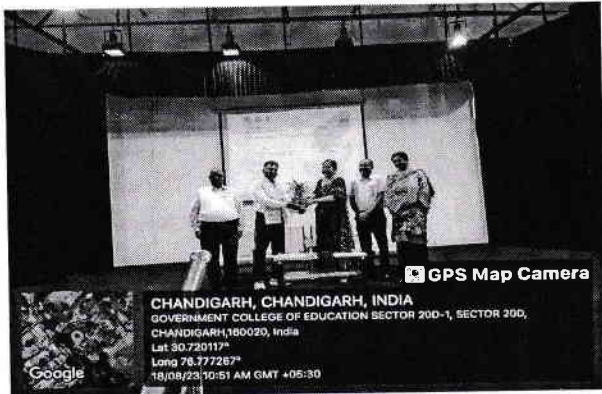 GPS Map Camera
CHANDIGARH, CHANDIGARH, INDIA
GOVERNMENT COLLEGE OF EDUCATION SECTOR 20D-1, SECTOR 20D,
CHANDIGARH,160020, India
Lat 30.720117°
Long 76.777267°
18/08/23 10:51 AM GMT +05:30
Google